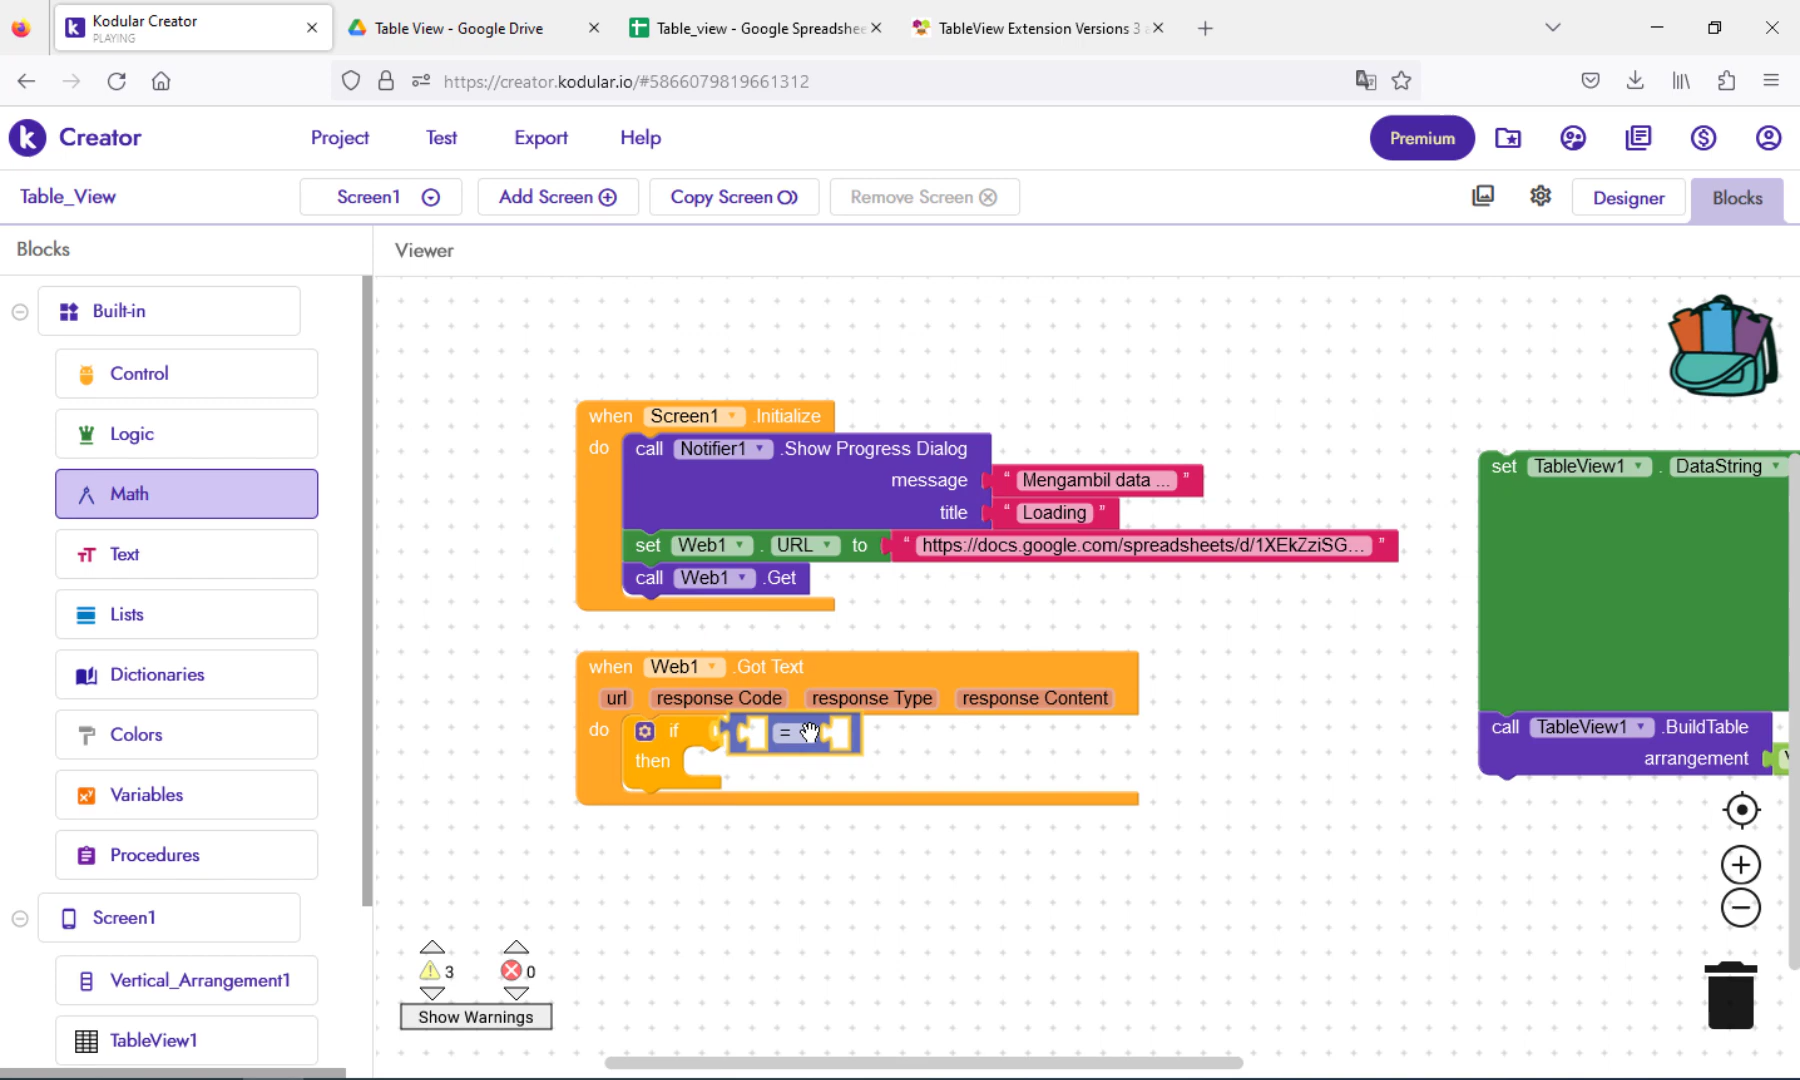 Kodular Creator
PLAYING
Table View - Google Drive
Table_view - Google Spreadshee
TableView Extension Versions 3
https://creator.kodular.io/#5866079819661312
Creator
Project
Test
Export
Help
Premium
Table_View
Screen1
Add Screen
Copy Screen
Remove Screen
Designer
Blocks
Blocks
Viewer
Built-in
Control
Logic
Math
Text
Lists
Dictionaries
Colors
Variables
Procedures
Screen1
Vertical_Arrangement1
TableView1
when Screen1 .Initialize
do call Notifier1 .Show Progress Dialog
message " Mengambil data ... "
title " Loading "
set Web1 . URL to " https://docs.google.com/spreadsheets/d/1XEkZziSG... "
call Web1 .Get
when Web1 .Got Text
url response Code response Type response Content
do if =
then
set TableView1 . DataString
call TableView1 .BuildTable
arrangement
3 0
Show Warnings